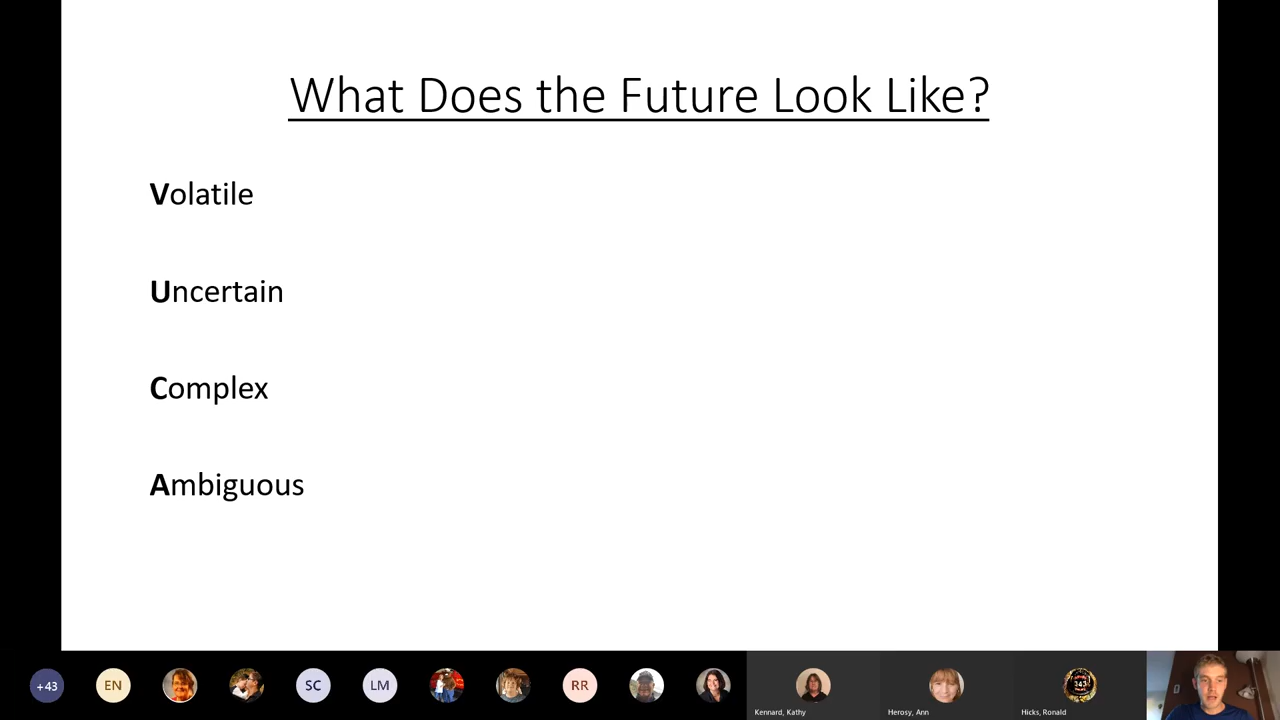 What Does the Future Look Like?
Volatile
Uncertain
Complex
Ambiguous
+43
EN
SC
LM
RR
343
Kennard, Kathy
Herosy, Ann
Hicks, Ronald